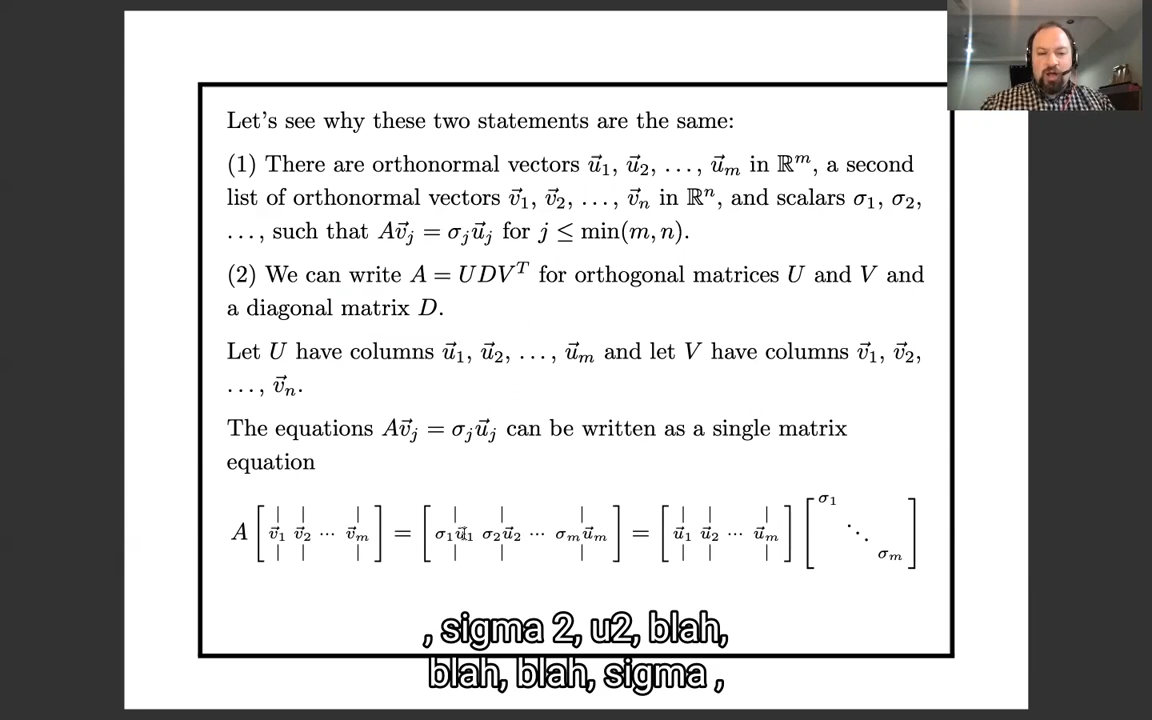 Let's see why these two statements are the same:
(1) There are orthonormal vectors u⃗₁, u⃗₂, …, u⃗ₘ in ℝᵐ, a second
list of orthonormal vectors v⃗₁, v⃗₂, …, v⃗ₙ in ℝⁿ, and scalars σ₁, σ₂,
…, such that Av⃗ⱼ = σⱼu⃗ⱼ for j ≤ min(m, n).
(2) We can write A = UDVᵀ for orthogonal matrices U and V and
a diagonal matrix D.
Let U have columns u⃗₁, u⃗₂, …, u⃗ₘ and let V have columns v⃗₁, v⃗₂,
…, v⃗ₙ.
The equations Av⃗ⱼ = σⱼu⃗ⱼ can be written as a single matrix
equation
A [ v⃗₁ v⃗₂ ⋯ v⃗ₘ ] = [ σ₁u⃗₁ σ₂u⃗₂ ⋯ σₘu⃗ₘ ] = [ u⃗₁ u⃗₂ ⋯ u⃗ₘ ] [ σ₁ ⋱ σₘ ]
, sigma 2, u2, blah,
blah, blah, sigma ,